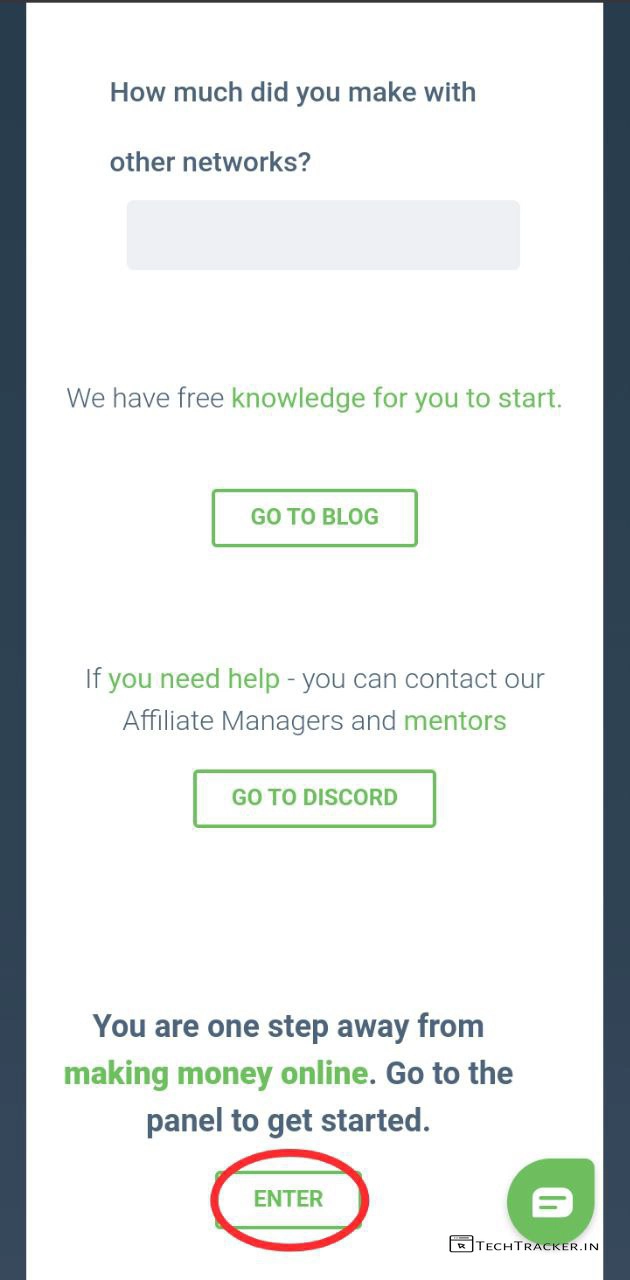 How much did you make with
other networks?
We have free knowledge for you to start.
GO TO BLOG
If you need help - you can contact our
Affiliate Managers and mentors
GO TO DISCORD
You are one step away from
making money online. Go to the
panel to get started.
ENTER
TECHTRACKER.IN